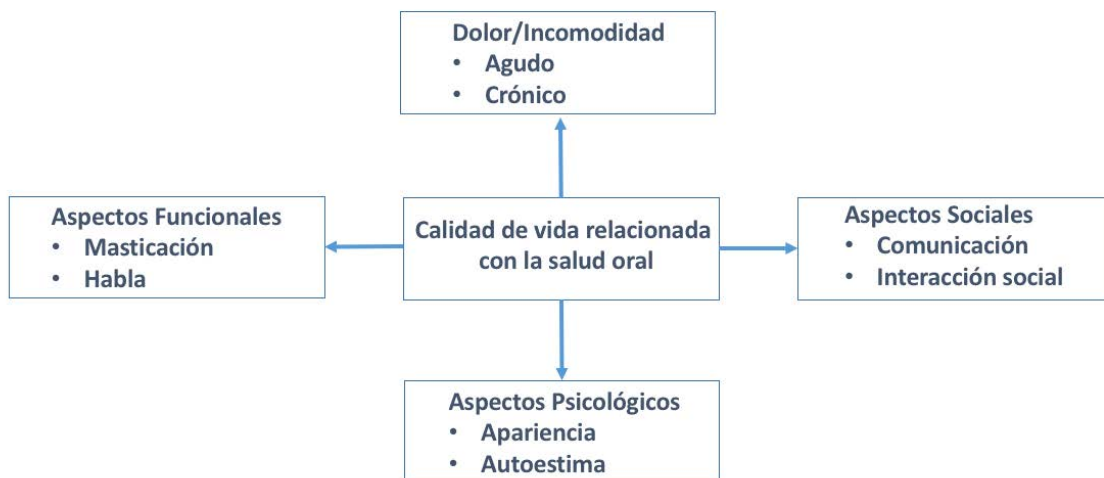 Dolor/Incomodidad
• Agudo
• Crónico
Aspectos Funcionales
• Masticación
• Habla
Calidad de vida relacionada
con la salud oral
Aspectos Sociales
• Comunicación
• Interacción social
Aspectos Psicológicos
• Apariencia
• Autoestima